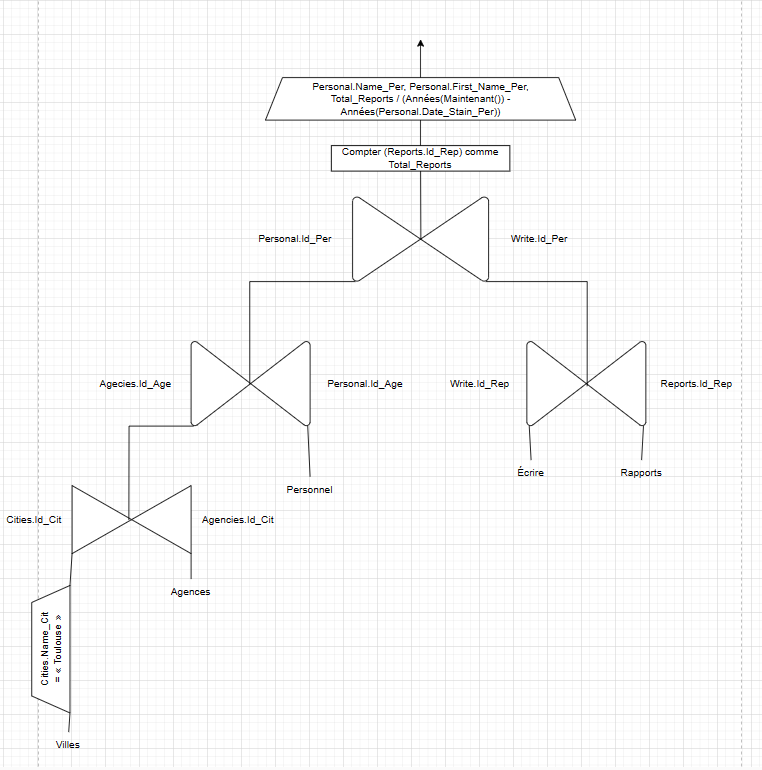 Personal.Name_Per, Personal.First_Name_Per,
Total_Reports / (Années(Maintenant()) -
Années(Personal.Date_Stain_Per))
Compter (Reports.Id_Rep) comme
Total_Reports
Personal.Id_Per
Write.Id_Per
Agecies.Id_Age
Personal.Id_Age
Write.Id_Rep
Reports.Id_Rep
Écrire
Rapports
Personnel
Cities.Id_Cit
Agencies.Id_Cit
Agences
Cities.Name_Cit
= « Toulouse »
Villes